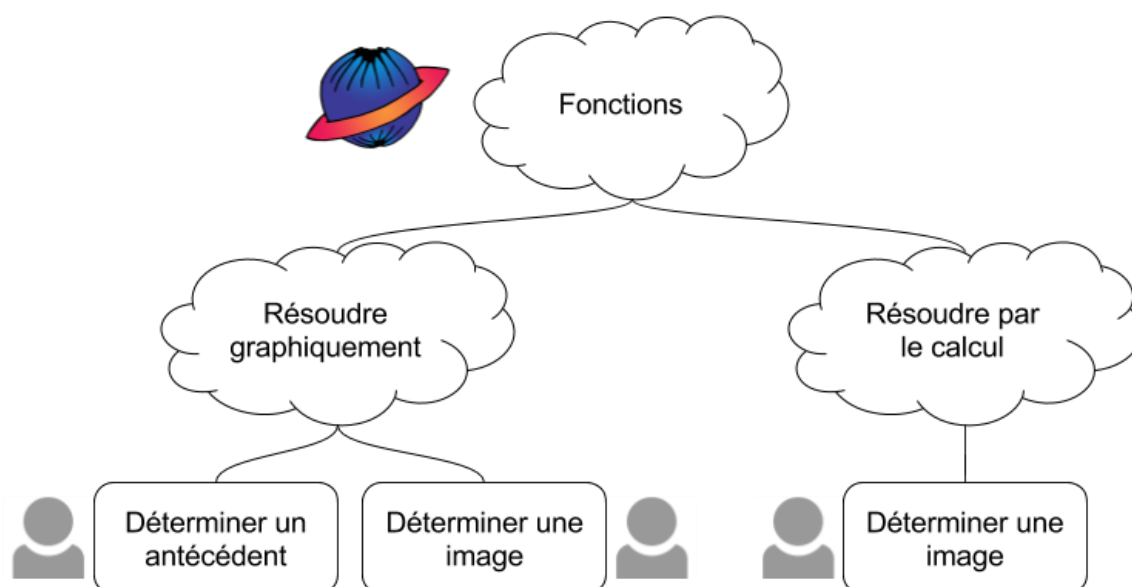 Fonctions
Résoudre
graphiquement
Résoudre par
le calcul
Déterminer un
antécédent
Déterminer une
image
Déterminer une
image